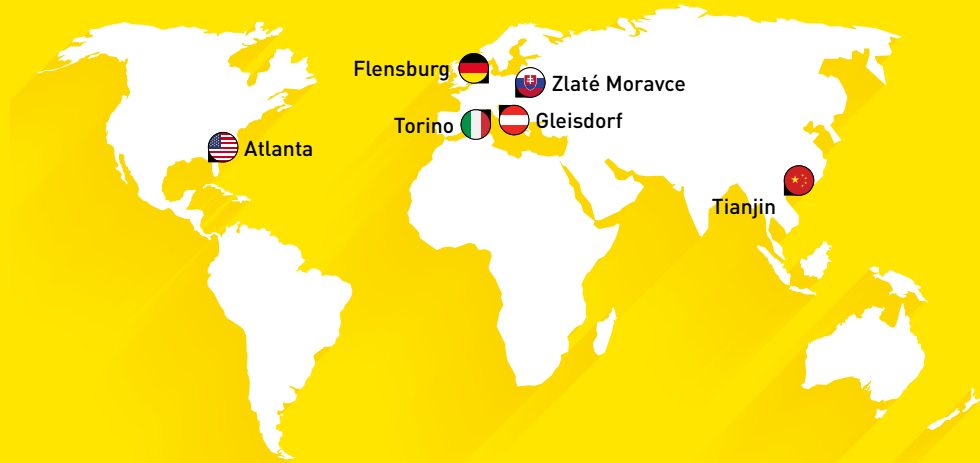 Flensburg
Zlaté Moravce
Torino
Gleisdorf
Atlanta
Tianjin